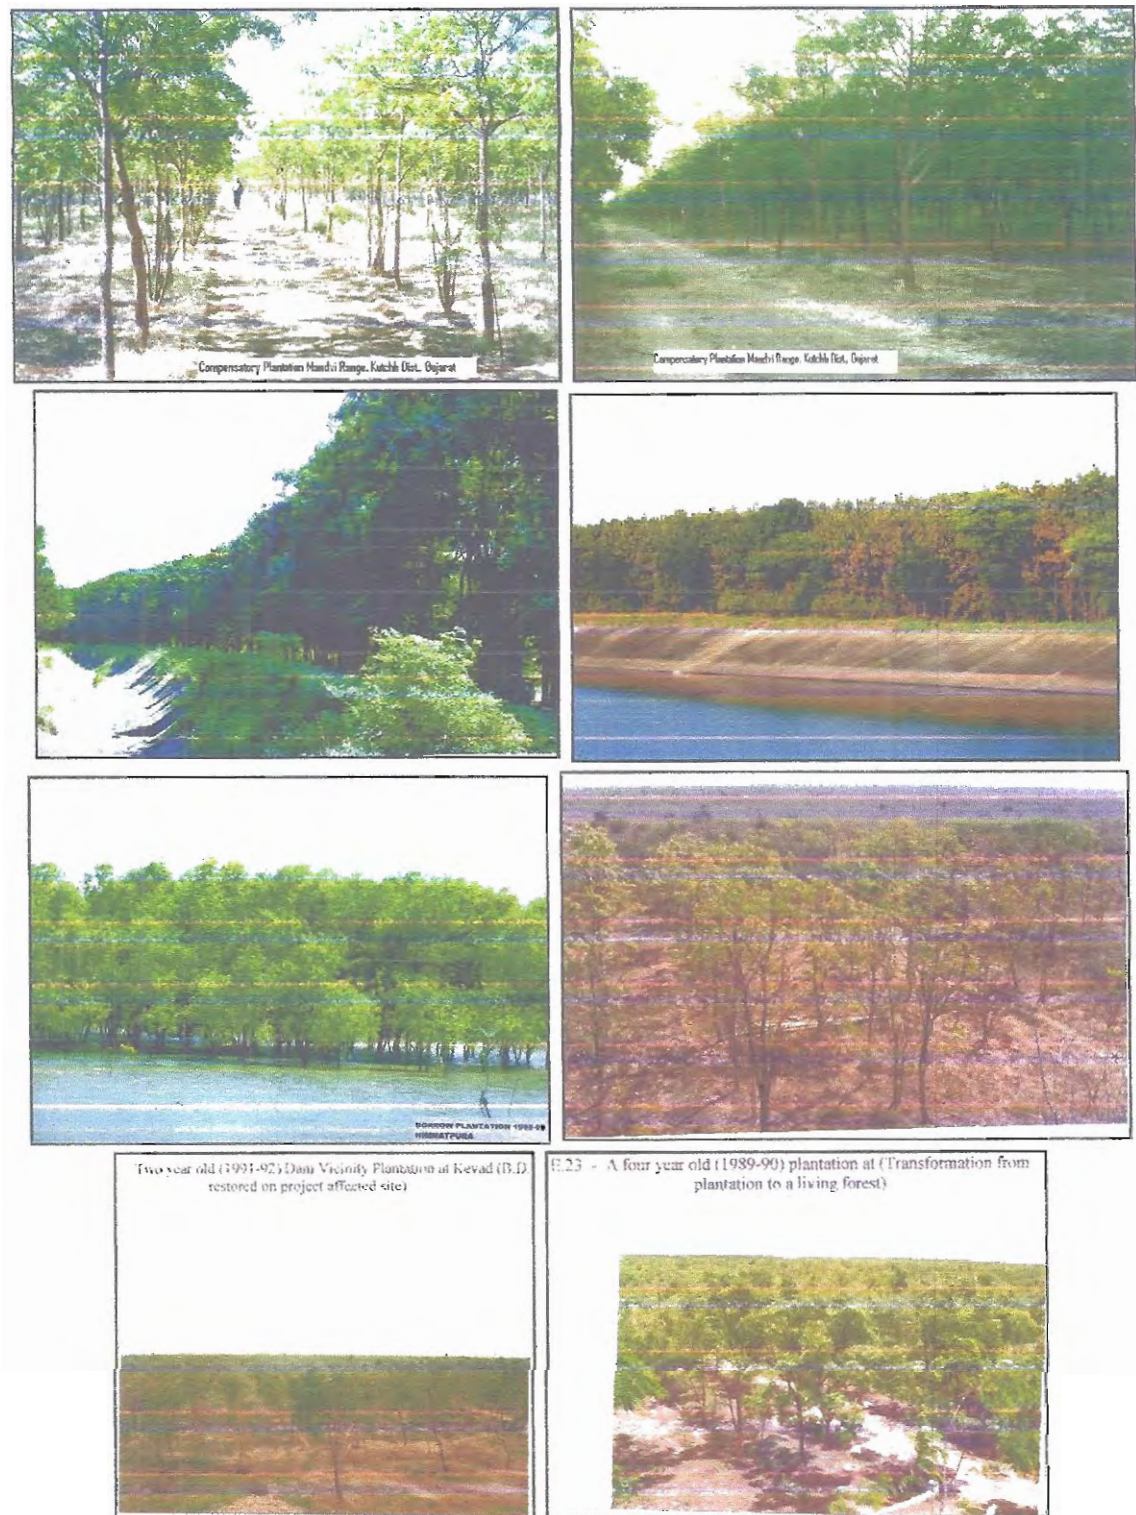 Compensatory Plantation Mandvi Range, Kutchh Dist., Gujarat
Compensatory Plantation Mandvi Range, Kutchh Dist., Gujarat
BORROW PLANTATION
HIMMATPURA
Two year old (1991-92) Dam Vicinity Plantation at Kevad (B.D.
restored on project affected site)
E.23 - A four year old (1989-90) plantation at (Transformation from
plantation to a living forest)